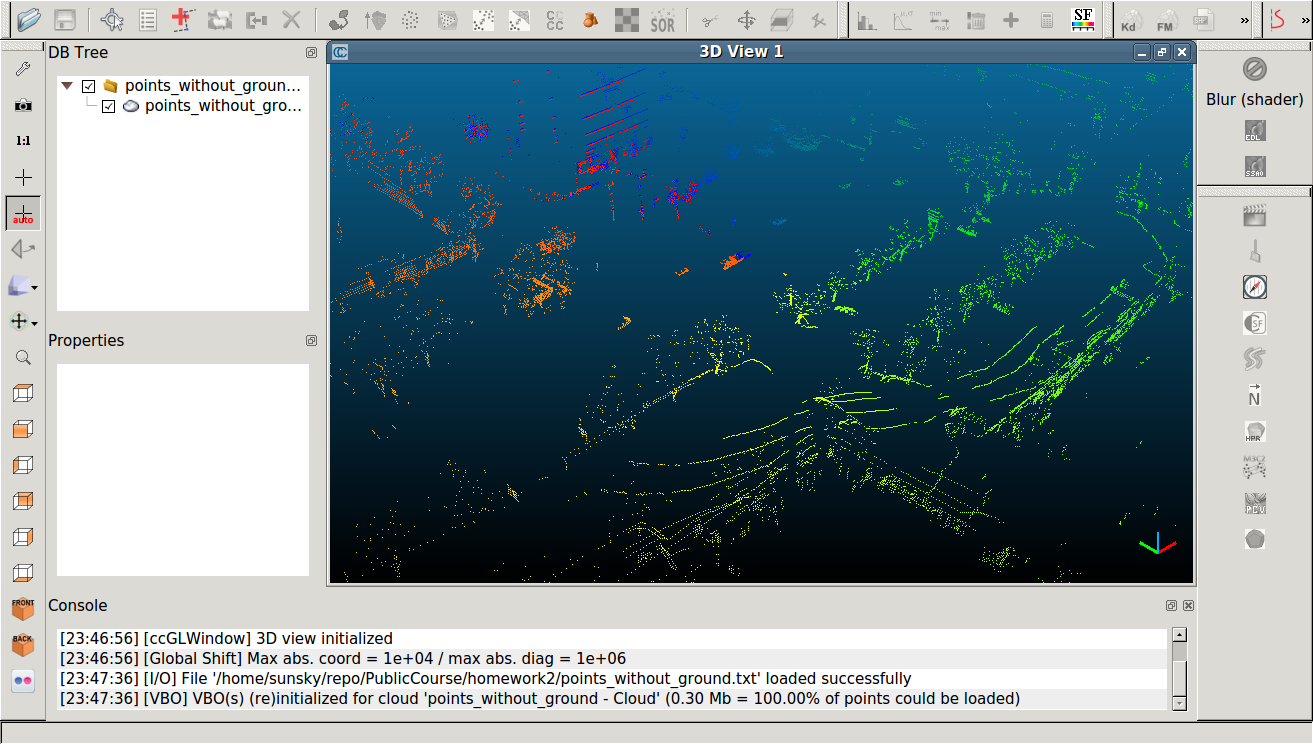 SOR
SF
Kd
FM
DB Tree
points_without_groun...
points_without_gro...
Properties
1:1
auto
FRONT
BACK
3D View 1
Blur (shader)
EDL
SSAO
SF
N
HPR
M3C2
PCV
Console
[23:46:56] [ccGLWindow] 3D view initialized
[23:46:56] [Global Shift] Max abs. coord = 1e+04 / max abs. diag = 1e+06
[23:47:36] [I/O] File '/home/sunsky/repo/PublicCourse/homework2/points_without_ground.txt' loaded successfully
[23:47:36] [VBO] VBO(s) (re)initialized for cloud 'points_without_ground - Cloud' (0.30 Mb = 100.00% of points could be loaded)